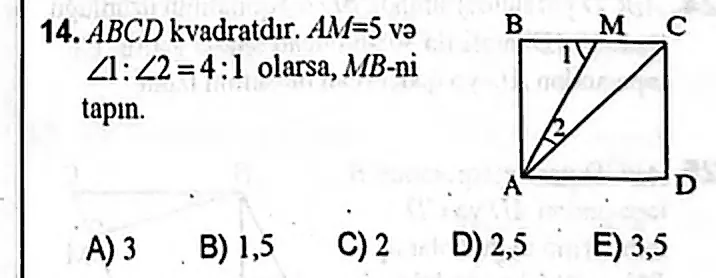 14. ABCD kvadratdır. AM=5 və
∠1:∠2=4:1 olarsa, MB-ni
tapın.
B M C
1
2
A D
A) 3 B) 1,5 C) 2 D) 2,5 E) 3,5